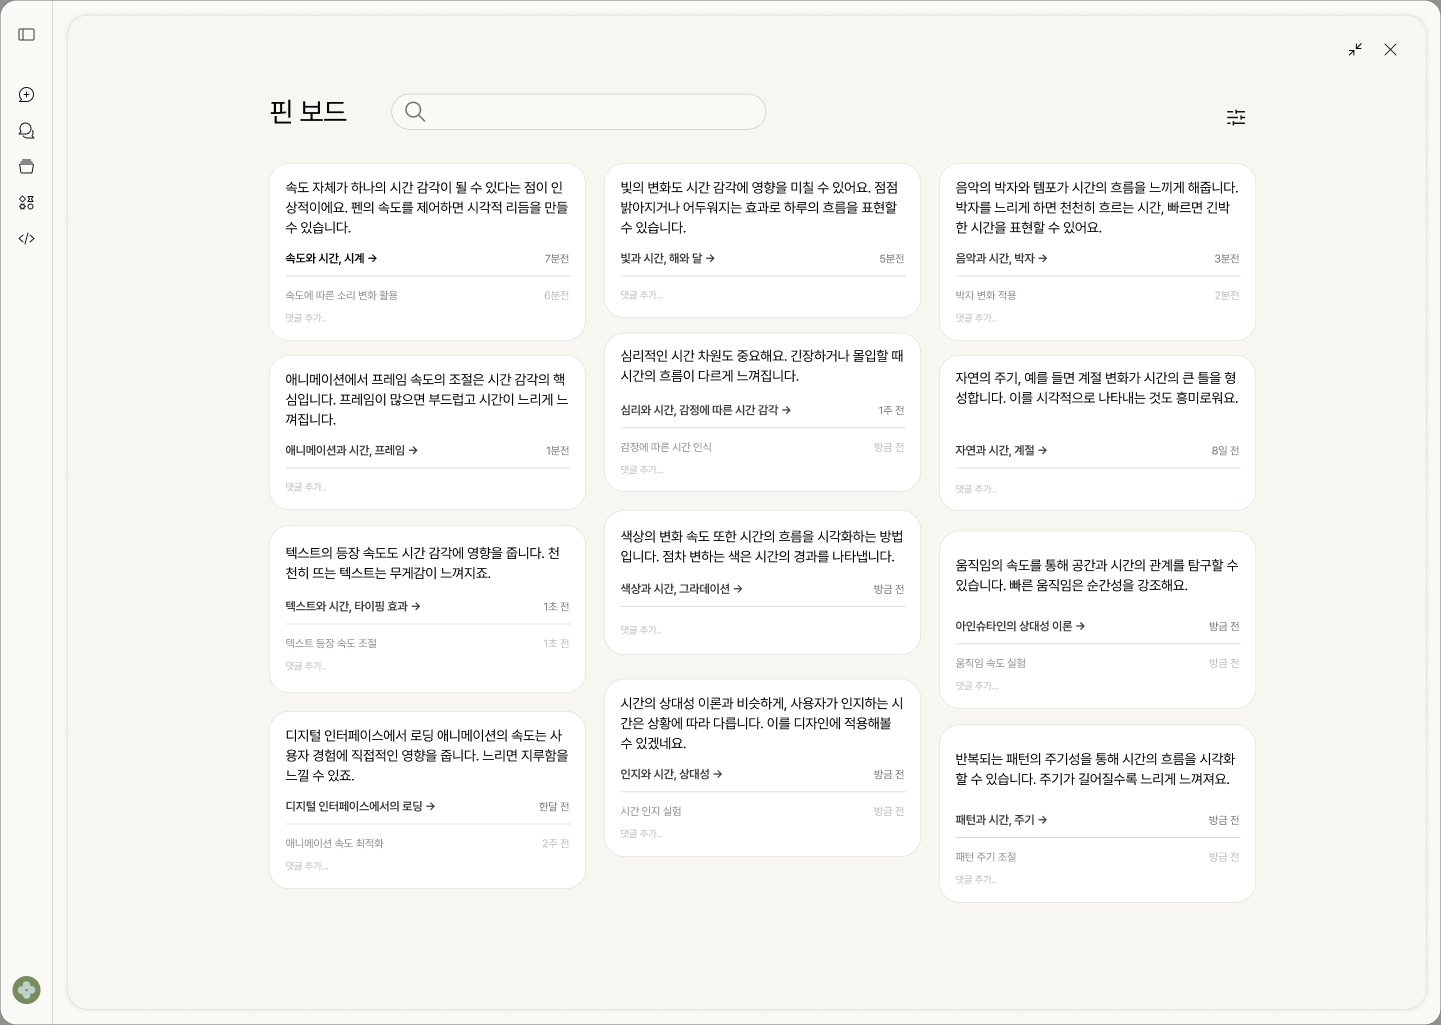 핀 보드
속도 자체가 하나의 시간 감각이 될 수 있다는 점이 인
상적이에요. 펜의 속도를 제어하면 시각적 리듬을 만들
수 있습니다.
속도와 시간, 시계 → 7분전
속도에 따른 소리 변화 활용 6분전
댓글 추가..
애니메이션에서 프레임 속도의 조절은 시간 감각의 핵
심입니다. 프레임이 많으면 부드럽고 시간이 느리게 느
껴집니다.
애니메이션과 시간, 프레임 → 1분전
댓글 추가..
텍스트의 등장 속도도 시간 감각에 영향을 줍니다. 천
천히 뜨는 텍스트는 무게감이 느껴지죠.
텍스트와 시간, 타이핑 효과 → 1초 전
텍스트 등장 속도 조절 1초 전
댓글 추가..
디지털 인터페이스에서 로딩 애니메이션의 속도는 사
용자 경험에 직접적인 영향을 줍니다. 느리면 지루함을
느낄 수 있죠.
디지털 인터페이스에서의 로딩 → 한달 전
애니메이션 속도 최적화 2주 전
댓글 추가...
빛의 변화도 시간 감각에 영향을 미칠 수 있어요. 점점
밝아지거나 어두워지는 효과로 하루의 흐름을 표현할
수 있습니다.
빛과 시간, 해와 달 → 5분전
댓글 추가...
심리적인 시간 차원도 중요해요. 긴장하거나 몰입할 때
시간의 흐름이 다르게 느껴집니다.
심리와 시간, 감정에 따른 시간 감각 → 1주 전
감정에 따른 시간 인식 방금 전
댓글 추가...
색상의 변화 속도 또한 시간의 흐름을 시각화하는 방법
입니다. 점차 변하는 색은 시간의 경과를 나타냅니다.
색상과 시간, 그라데이션 → 방금 전
댓글 추가..
시간의 상대성 이론과 비슷하게, 사용자가 인지하는 시
간은 상황에 따라 다릅니다. 이를 디자인에 적용해볼
수 있겠네요.
인지와 시간, 상대성 → 방금 전
시간 인지 실험 방금 전
댓글 추가..
음악의 박자와 템포가 시간의 흐름을 느끼게 해줍니다.
박자를 느리게 하면 천천히 흐르는 시간, 빠르면 긴박
한 시간을 표현할 수 있어요.
음악과 시간, 박자 → 3분전
박자 변화 적용 2분전
댓글 추가..
자연의 주기, 예를 들면 계절 변화가 시간의 큰 틀을 형
성합니다. 이를 시각적으로 나타내는 것도 흥미로워요.
자연과 시간, 계절 → 8일 전
댓글 추가..
움직임의 속도를 통해 공간과 시간의 관계를 탐구할 수
있습니다. 빠른 움직임은 순간성을 강조해요.
아인슈타인의 상대성 이론 → 방금 전
움직임 속도 실험 방금 전
댓글 추가...
반복되는 패턴의 주기성을 통해 시간의 흐름을 시각화
할 수 있습니다. 주기가 길어질수록 느리게 느껴져요.
패턴과 시간, 주기 → 방금 전
패턴 주기 조절 방금 전
댓글 추가..